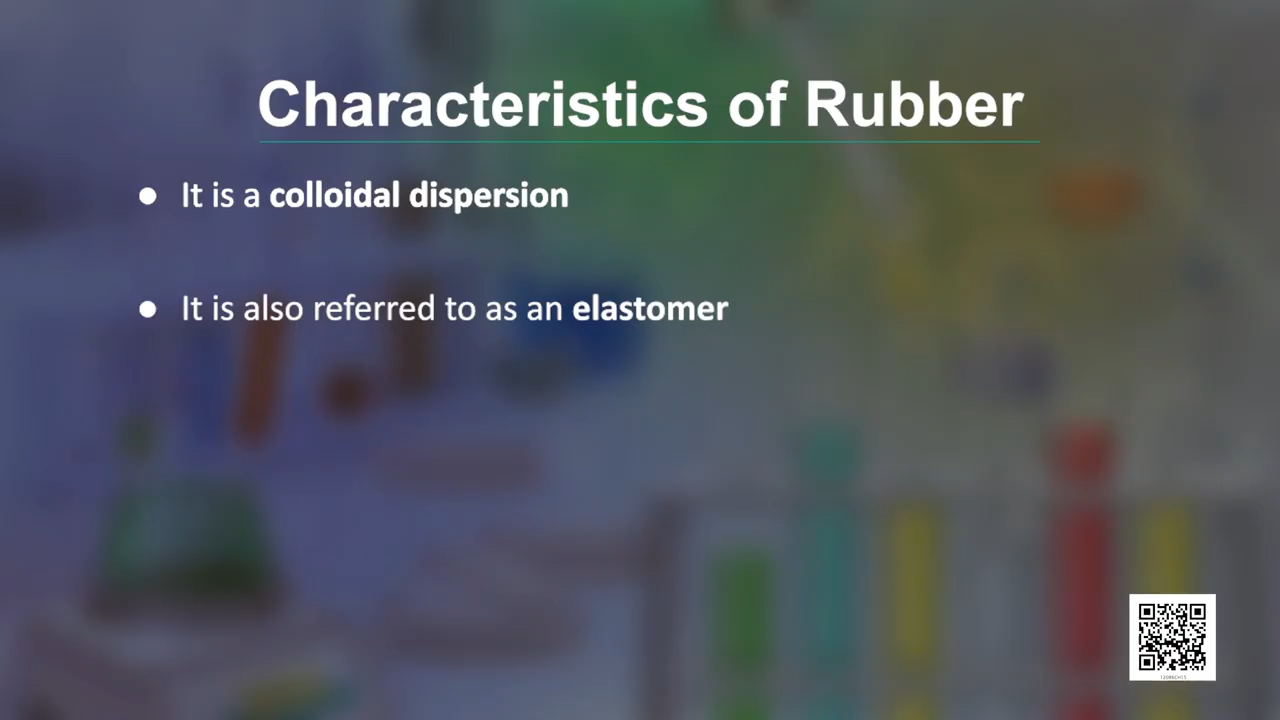 Characteristics of Rubber
● It is a colloidal dispersion
● It is also referred to as an elastomer